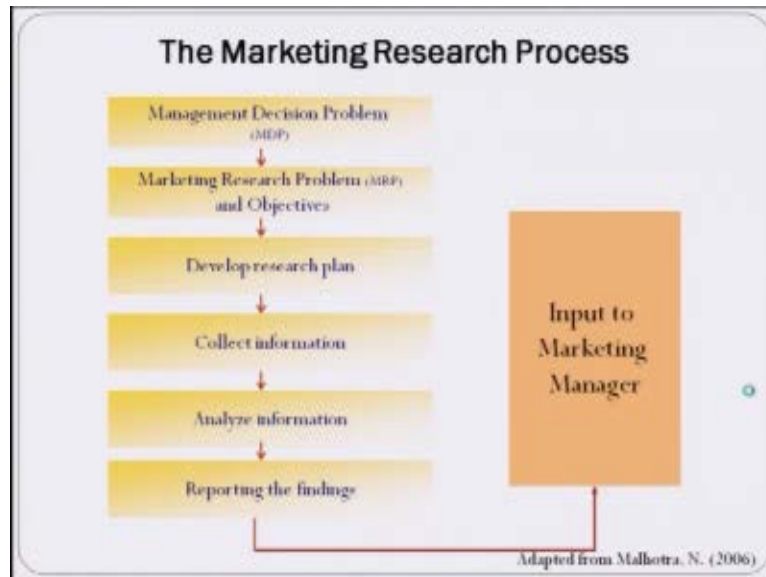 The Marketing Research Process
Management Decision Problem
(MDP)
Marketing Research Problem (MRP)
and Objectives
Develop research plan
Collect information
Analyze information
Reporting the findings
Input to
Marketing
Manager
Adapted from Malhotra, N. (2006)